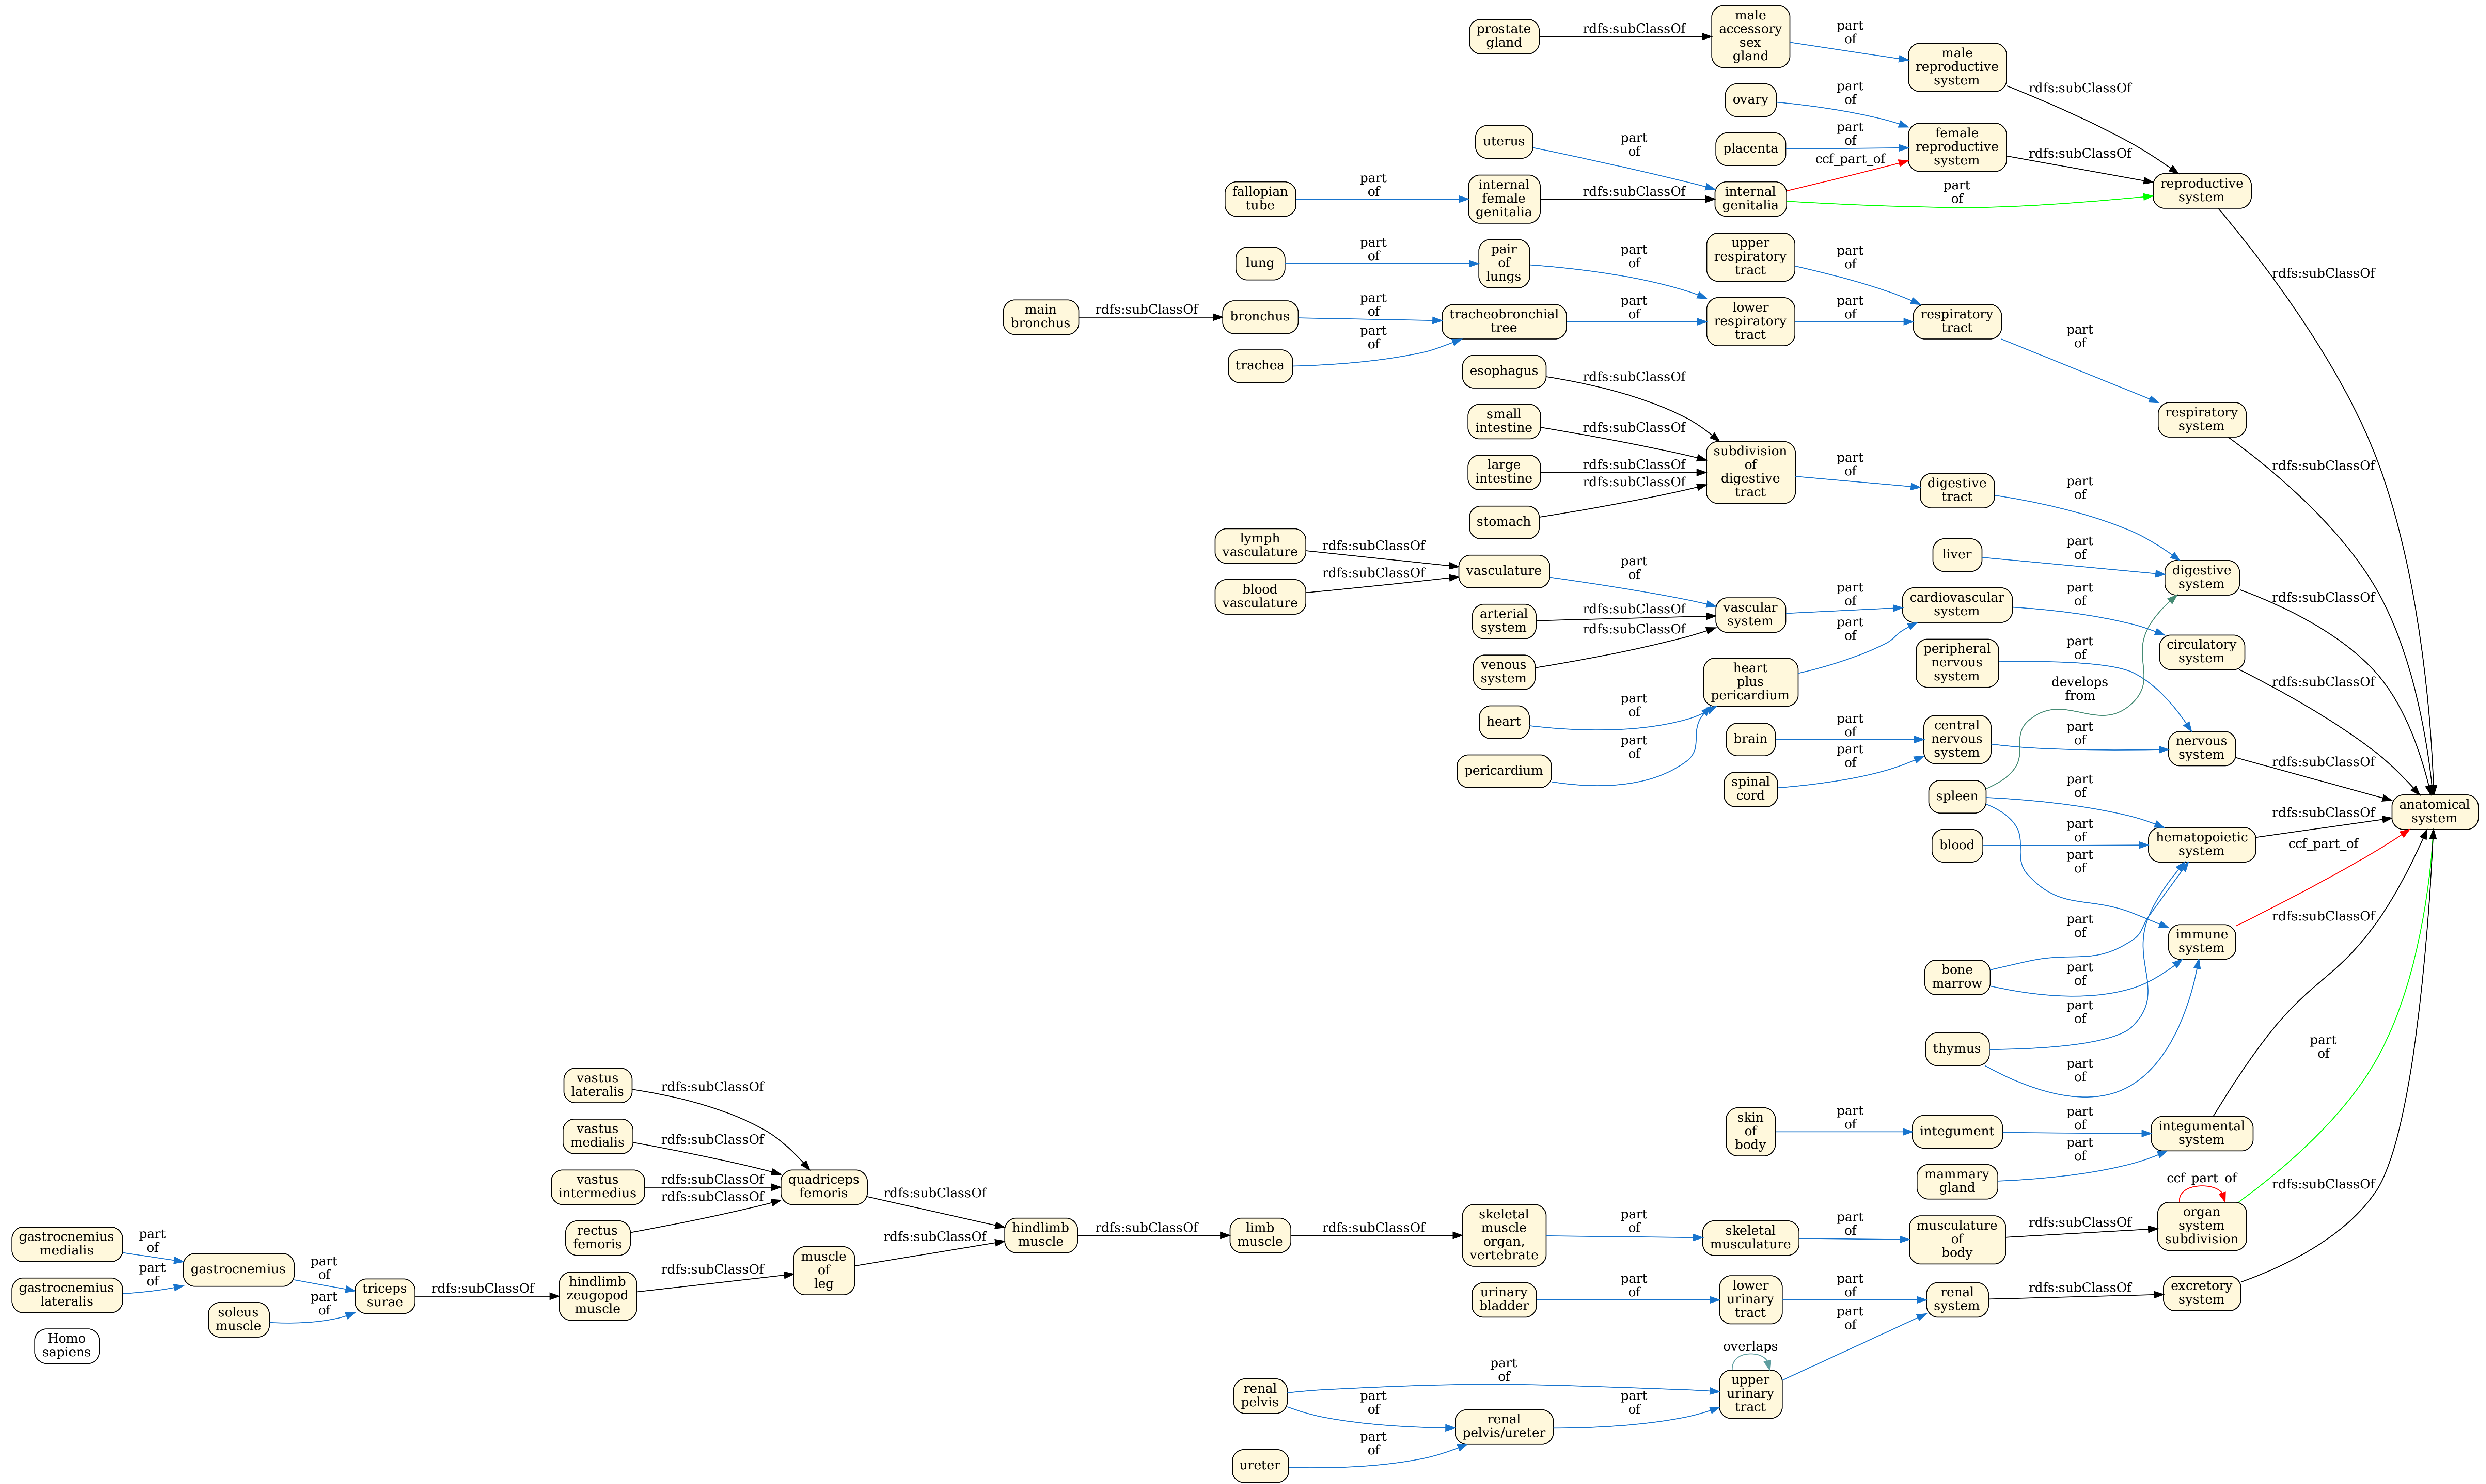 prostate
gland
rdfs:subClassOf
male
accessory
sex
gland
part
of
male
reproductive
system
rdfs:subClassOf
ovary
part
of
placenta
part
of
female
reproductive
system
rdfs:subClassOf
uterus
part
of
ccf_part_of
fallopian
tube
part
of
internal
female
genitalia
rdfs:subClassOf
internal
genitalia
part
of
reproductive
system
rdfs:subClassOf
lung
part
of
pair
of
lungs
part
of
upper
respiratory
tract
part
of
main
bronchus
rdfs:subClassOf
bronchus
part
of
trachea
part
of
tracheobronchial
tree
part
of
lower
respiratory
tract
part
of
respiratory
tract
part
of
respiratory
system
rdfs:subClassOf
esophagus
rdfs:subClassOf
small
intestine
rdfs:subClassOf
large
intestine
rdfs:subClassOf
stomach
rdfs:subClassOf
subdivision
of
digestive
tract
part
of
digestive
tract
part
of
liver
part
of
digestive
system
rdfs:subClassOf
lymph
vasculature
rdfs:subClassOf
blood
vasculature
rdfs:subClassOf
vasculature
part
of
arterial
system
rdfs:subClassOf
venous
system
rdfs:subClassOf
vascular
system
part
of
cardiovascular
system
part
of
circulatory
system
rdfs:subClassOf
heart
part
of
pericardium
part
of
heart
plus
pericardium
part
of
peripheral
nervous
system
part
of
brain
part
of
spinal
cord
part
of
central
nervous
system
part
of
nervous
system
rdfs:subClassOf
develops
from
spleen
part
of
part
of
blood
part
of
hematopoietic
system
rdfs:subClassOf
anatomical
system
ccf_part_of
immune
system
bone
marrow
part
of
part
of
thymus
part
of
part
of
rdfs:subClassOf
skin
of
body
part
of
integument
part
of
mammary
gland
part
of
integumental
system
part
of
vastus
lateralis
rdfs:subClassOf
vastus
medialis
rdfs:subClassOf
vastus
intermedius
rdfs:subClassOf
rectus
femoris
rdfs:subClassOf
quadriceps
femoris
rdfs:subClassOf
gastrocnemius
medialis
part
of
gastrocnemius
lateralis
part
of
gastrocnemius
part
of
soleus
muscle
part
of
triceps
surae
rdfs:subClassOf
hindlimb
zeugopod
muscle
rdfs:subClassOf
muscle
of
leg
rdfs:subClassOf
hindlimb
muscle
rdfs:subClassOf
limb
muscle
rdfs:subClassOf
skeletal
muscle
organ,
vertebrate
part
of
skeletal
musculature
part
of
musculature
of
body
rdfs:subClassOf
ccf_part_of
organ
system
subdivision
rdfs:subClassOf
Homo
sapiens
urinary
bladder
part
of
lower
urinary
tract
part
of
renal
system
rdfs:subClassOf
excretory
system
overlaps
upper
urinary
tract
part
of
renal
pelvis
part
of
part
of
renal
pelvis/ureter
part
of
ureter
part
of